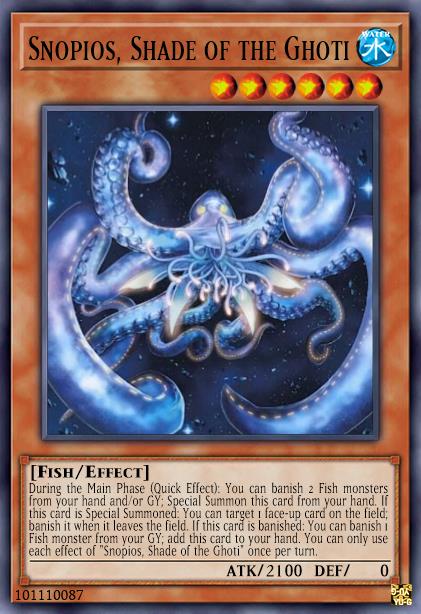 SNOPIOS, SHADE OF THE GHOTI
WATER
水
[FISH/EFFECT]
During the Main Phase (Quick Effect): You can banish 2 Fish monsters
from your hand and/or GY; Special Summon this card from your hand. If
this card is Special Summoned: You can target 1 face-up card on the field;
banish it when it leaves the field. If this card is banished: You can banish 1
Fish monster from your GY; add this card to your hand. You can only use
each effect of "Snopios, Shade of the Ghoti" once per turn.
ATK/2100 DEF/ 0
101110087